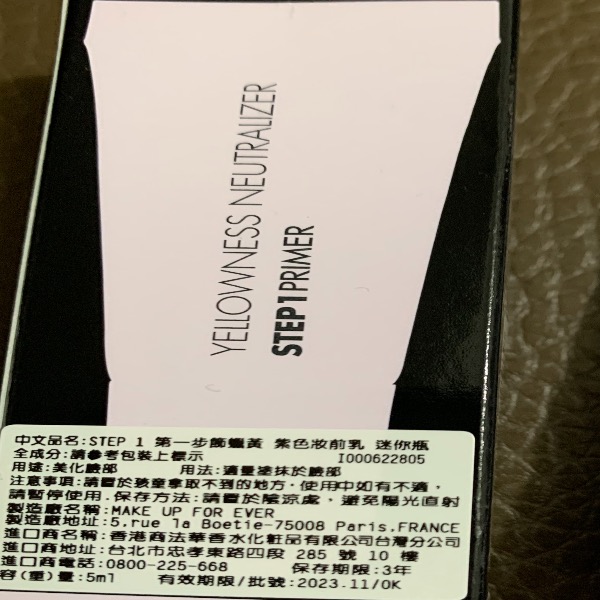 YELLOWNESS NEUTRALIZER
STEP 1 PRIMER
中文品名:STEP 1 第一步飾蠟黃 紫色妝前乳 迷你瓶
全成分:請參考包裝上標示 I000622805
用途:美化臉部 用法:適量塗抹於臉部
注意事項:請置於孩童拿取不到的地方,使用中如有不適,
請暫停使用.保存方法:請置於陰涼處, 避免陽光直射
製造廠名稱:MAKE UP FOR EVER
製造廠地址:5,rue la Boetie-75008 Paris,FRANCE
進口商名稱:香港商法華香水化粧品有限公司台灣分公司
進口商地址:台北市忠孝東路四段 285 號 10 樓
進口商電話:0800-225-668 保存期限:3年
容(重)量:5ml 有效期限/批號:2023.11/0K